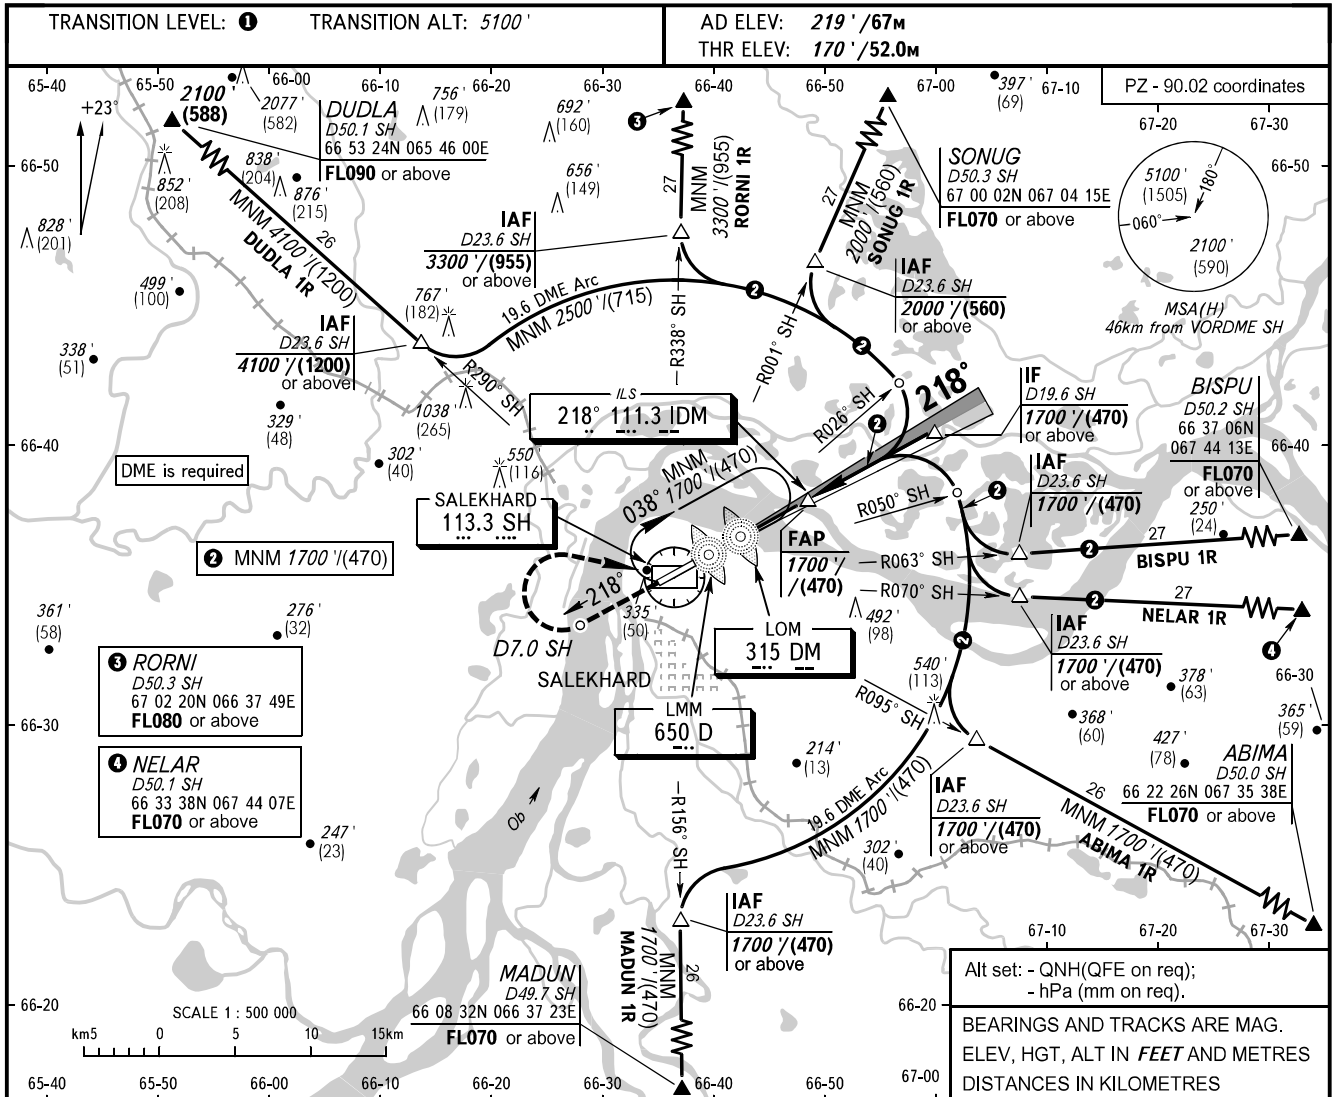 TRANSITION LEVEL: ❶ TRANSITION ALT: 5100 '
AD ELEV: 219 '/67M
THR ELEV: 170 '/52.0M
65-40 65-50 66-00 66-10 66-20 66-30 66-40 66-50 67-00 67-10
PZ - 90.02 coordinates
67-20 67-30
+23°
2100 '
(588)
2077 '
(582)
DUDLA
D50.1 SH
66 53 24N 065 46 00E
FL090 or above
756 '
(179)
692 '
(160)
656 '
(149)
397 '
(69)
66-50
66-50
838 '
(204)
852 '
(208)
876 '
(215)
828 '
(201)
499 '
(100)
338 '
(51)
329 '
(48)
302 '
(40)
767 '
(182)
1038 '
(265)
550 '
(116)
26
MNM 4100 '/(1200)
DUDLA 1R
IAF
D23.6 SH
4100 '/(1200)
or above
R290° SH
IAF
D23.6 SH
3300 '/(955)
or above
❸
27
MNM
3300 '/(955)
RORNI 1R
R338° SH
19.6 DME Arc
MNM 2500 '/(715)
❷
27
MNM
2000 '/(560)
SONUG 1R
R001° SH
SONUG
D50.3 SH
67 00 02N 067 04 15E
FL070 or above
IAF
D23.6 SH
2000 '/(560)
or above
❷
5100 '
(1505)
180°
060°
2100 '
(590)
MSA(H)
46km from VORDME SH
ILS
218° 111.3 IDM
R026° SH
218°
❷
IF
D19.6 SH
1700 '/(470)
or above
BISPU
D50.2 SH
66 37 06N
067 44 13E
FL070
or above
66-40
66-40
DME is required
SALEKHARD
113.3 SH
038°
MNM
1700 '/(470)
R050° SH
❷
IAF
D23.6 SH
1700 '/(470)
250 '
(24)
❷ MNM 1700 '/(470)
FAP
1700 '/
/(470)
R063° SH
❷
27
BISPU 1R
R070° SH
❷
27
NELAR 1R
218°
335 '
(50)
D7.0 SH
492 '
(98)
LOM
315 DM
❷
IAF
D23.6 SH
1700 '/(470)
or above
❹
361 '
(58)
276 '
(32)
SALEKHARD
540 '
(113)
378 '
(63)
66-30
66-30
❸ RORNI
D50.3 SH
67 02 20N 066 37 49E
FL080 or above
LMM
650 D
R095° SH
368 '
(60)
365 '
(59)
427 '
(78)
214 '
(13)
❹ NELAR
D50.1 SH
66 33 38N 067 44 07E
FL070 or above
ABIMA
D50.0 SH
66 22 26N 067 35 38E
FL070 or above
Ob
R156° SH
19.6 DME Arc
MNM 1700 '/(470)
IAF
D23.6 SH
1700 '/(470)
or above
26
MNM 1700 '/(470)
ABIMA 1R
247 '
(23)
302 '
(40)
IAF
D23.6 SH
1700 '/(470)
or above
67-10 67-20 67-30
26
MNM
1700 '/(470)
MADUN 1R
MADUN
D49.7 SH
66 08 32N 066 37 23E
FL070 or above
66-20
66-20
SCALE 1 : 500 000
km5 0 5 10 15km
Alt set: - QNH(QFE on req);
- hPa (mm on req).
BEARINGS AND TRACKS ARE MAG.
ELEV, HGT, ALT IN FEET AND METRES
DISTANCES IN KILOMETRES
65-40 65-50 66-00 66-10 66-20 66-30 66-40 66-50 67-00